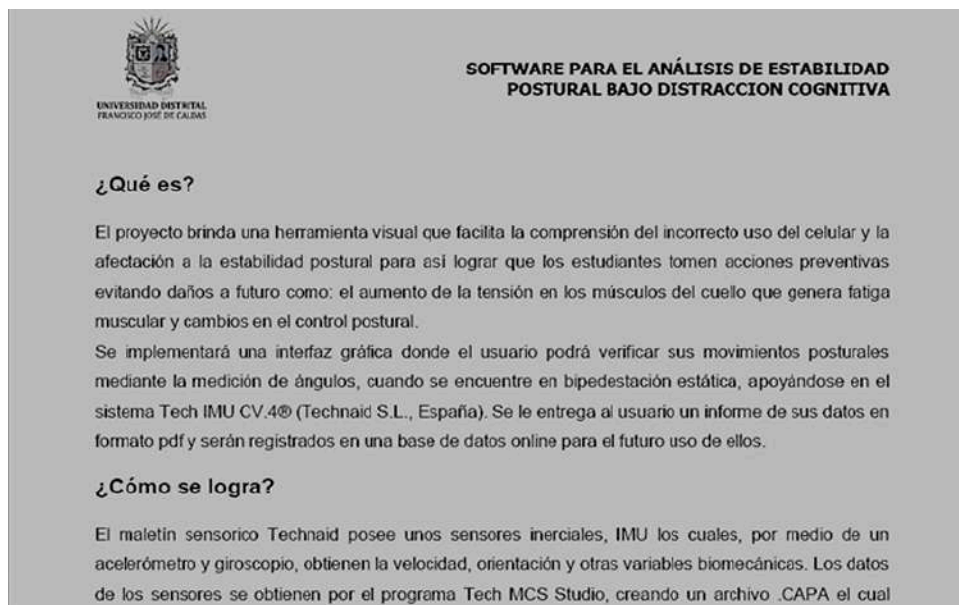 UNIVERSIDAD DISTRITAL
FRANCISCO JOSÉ DE CALDAS
SOFTWARE PARA EL ANÁLISIS DE ESTABILIDAD
POSTURAL BAJO DISTRACCION COGNITIVA
¿Qué es?
El proyecto brinda una herramienta visual que facilita la comprensión del incorrecto uso del celular y la
afectación a la estabilidad postural para así lograr que los estudiantes tomen acciones preventivas
evitando daños a futuro como: el aumento de la tensión en los músculos del cuello que genera fatiga
muscular y cambios en el control postural.
Se implementará una interfaz gráfica donde el usuario podrá verificar sus movimientos posturales
mediante la medición de ángulos, cuando se encuentre en bipedestación estática, apoyándose en el
sistema Tech IMU CV.4® (Technaid S.L., España). Se le entrega al usuario un informe de sus datos en
formato pdf y serán registrados en una base de datos online para el futuro uso de ellos.
¿Cómo se logra?
El maletín sensorico Technaid posee unos sensores inerciales, IMU los cuales, por medio de un
acelerómetro y giroscopio, obtienen la velocidad, orientación y otras variables biomecánicas. Los datos
de los sensores se obtienen por el programa Tech MCS Studio, creando un archivo .CAPA el cual